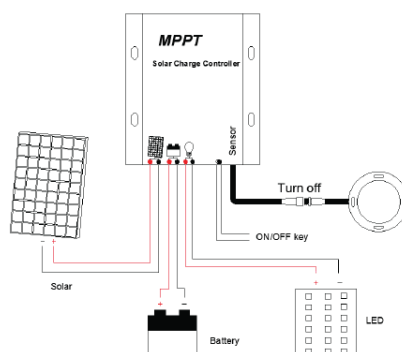 MPPT
Solar Charge Controller
Sensor
Turn off
ON/OFF key
− +
Solar
+ −
Battery
+ −
LED